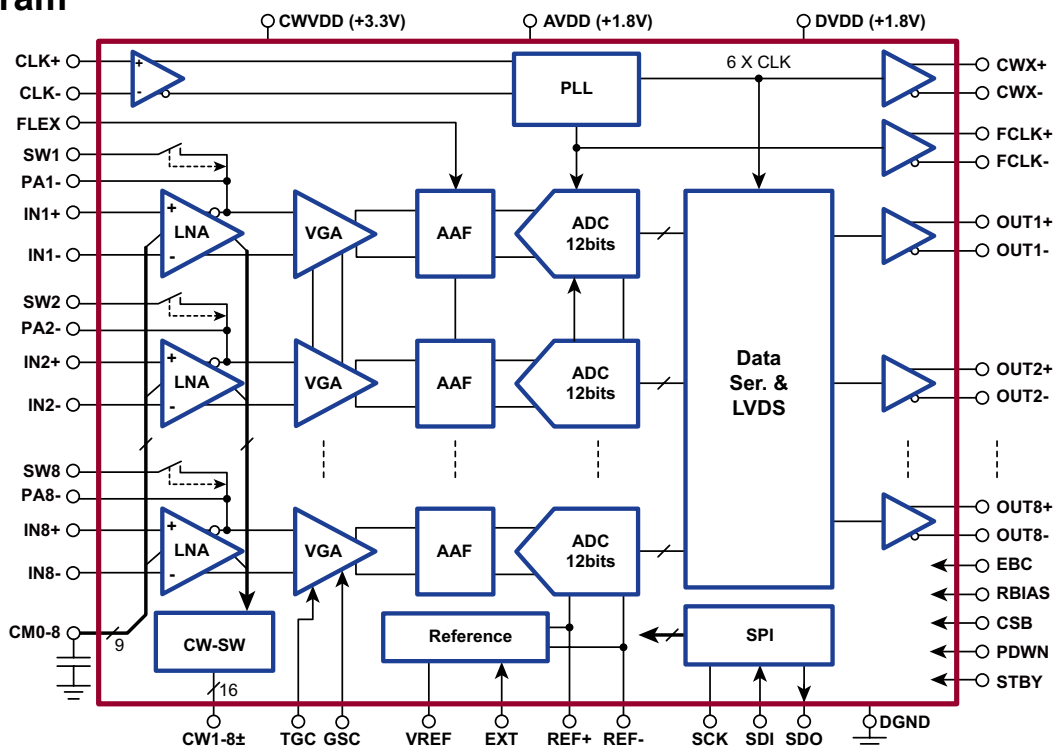 ram
CWVDD (+3.3V)
AVDD (+1.8V)
DVDD (+1.8V)
CLK+
CLK-
FLEX
SW1
PA1-
IN1+
IN1-
SW2
PA2-
IN2+
IN2-
SW8
PA8-
IN8+
IN8-
CM0-8
9
+
-
PLL
6 X CLK
+
LNA
-
VGA
AAF
ADC
12bits
+
LNA
-
VGA
AAF
ADC
12bits
+
LNA
-
VGA
AAF
ADC
12bits
Data
Ser. &
LVDS
CW-SW
16
Reference
SPI
CWX+
CWX-
FCLK+
FCLK-
OUT1+
OUT1-
OUT2+
OUT2-
OUT8+
OUT8-
EBC
RBIAS
CSB
PDWN
STBY
CW1-8±
TGC
GSC
VREF
EXT
REF+
REF-
SCK
SDI
SDO
DGND